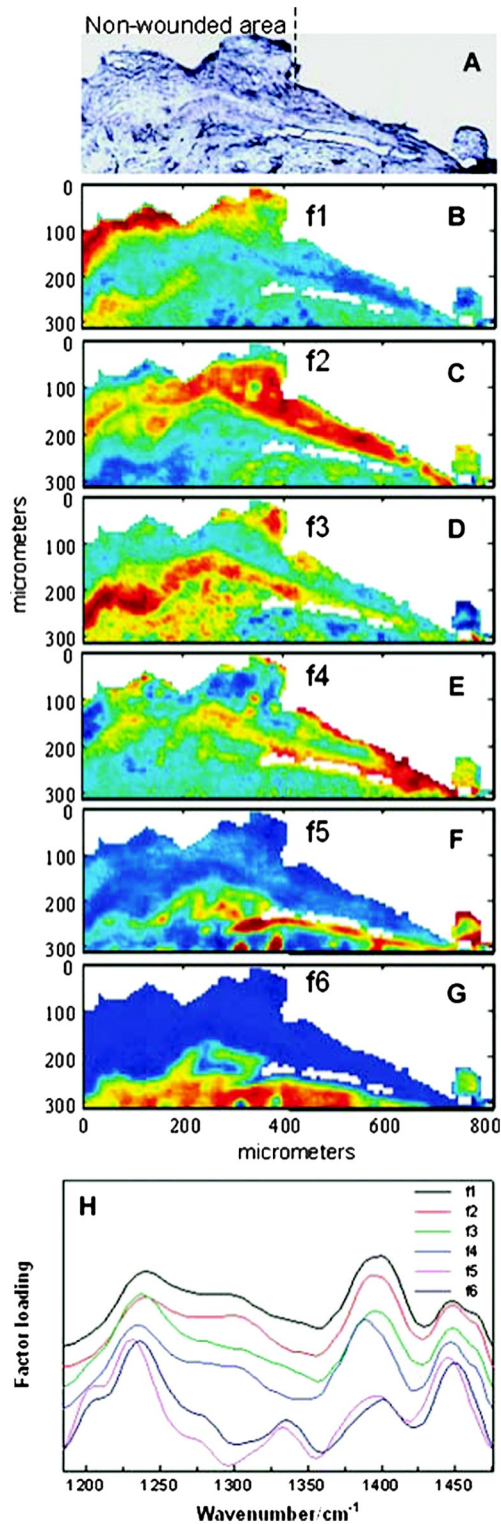 Non-wounded area
A
0
100
200
300
f1
B
0
100
200
300
f2
C
micrometers
0
100
200
300
f3
D
0
100
200
300
f4
E
0
100
200
300
f5
F
0
100
200
300
f6
G
0 200 400 600 800
micrometers
H
f1
f2
f3
f4
f5
f6
Factor loading
1200 1250 1300 1350 1400 1450
Wavenumber/cm⁻¹